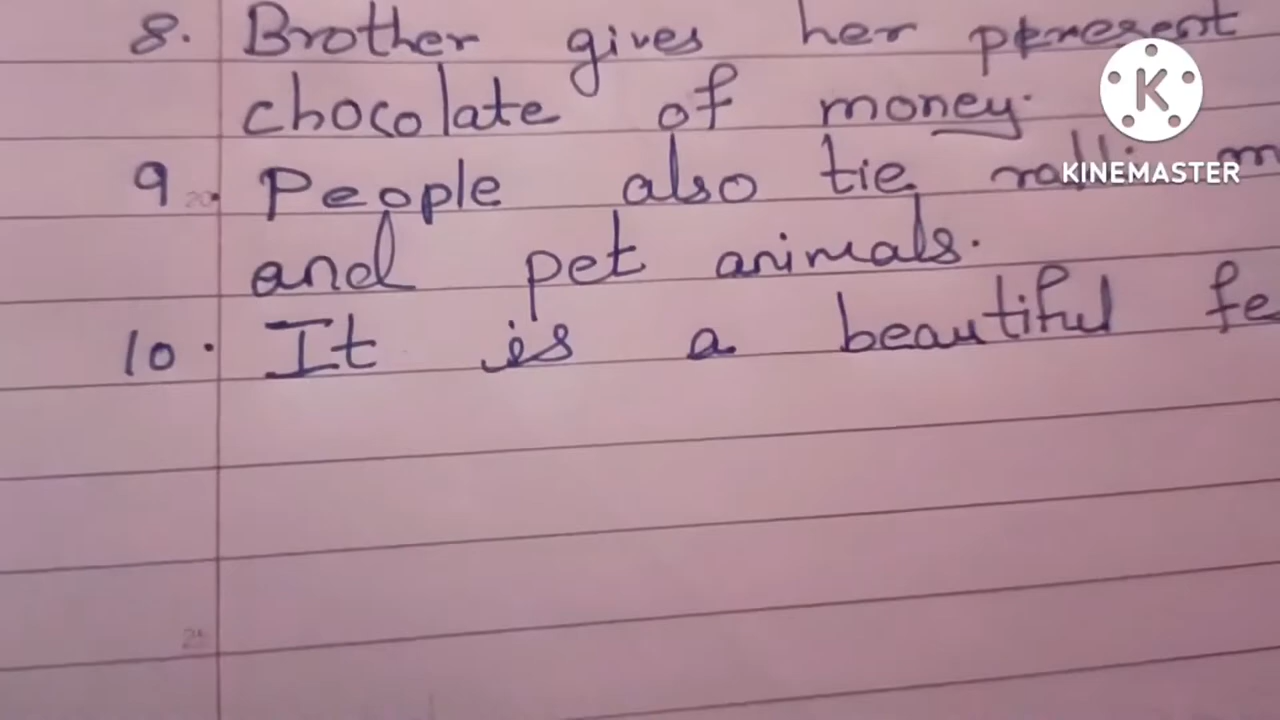 8. Brother gives her present
chocolate of money.
K
KINEMASTER
9. People also tie
and pet animals.
10. It is a beautiful fe